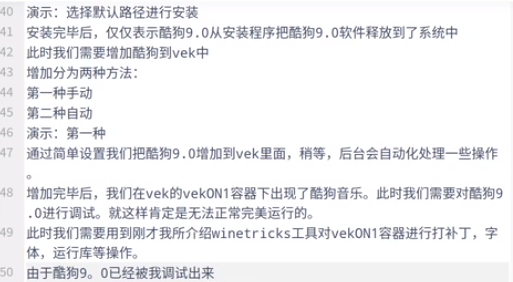 40 演示：选择默认路径进行安装
41 安装完毕后，仅仅表示酷狗9.0从安装程序把酷狗9.0软件释放到了系统中
42 此时我们需要增加酷狗到vek中
43 增加分为两种方法：
44 第一种手动
45 第二种自动
46 演示：第一种
47 通过简单设置我们把酷狗9.0增加到vek里面，稍等，后台会自动化处理一些操作
。
48 增加完毕后，我们在vek的vekON1容器下出现了酷狗音乐。此时我们需要对酷狗9
.0进行调试。就这样肯定是无法正常完美运行的。
49 此时我们需要用到刚才我所介绍winetricks工具对vekON1容器进行打补丁，字
体，运行库等操作。
50 由于酷狗9。0已经被我调试出来